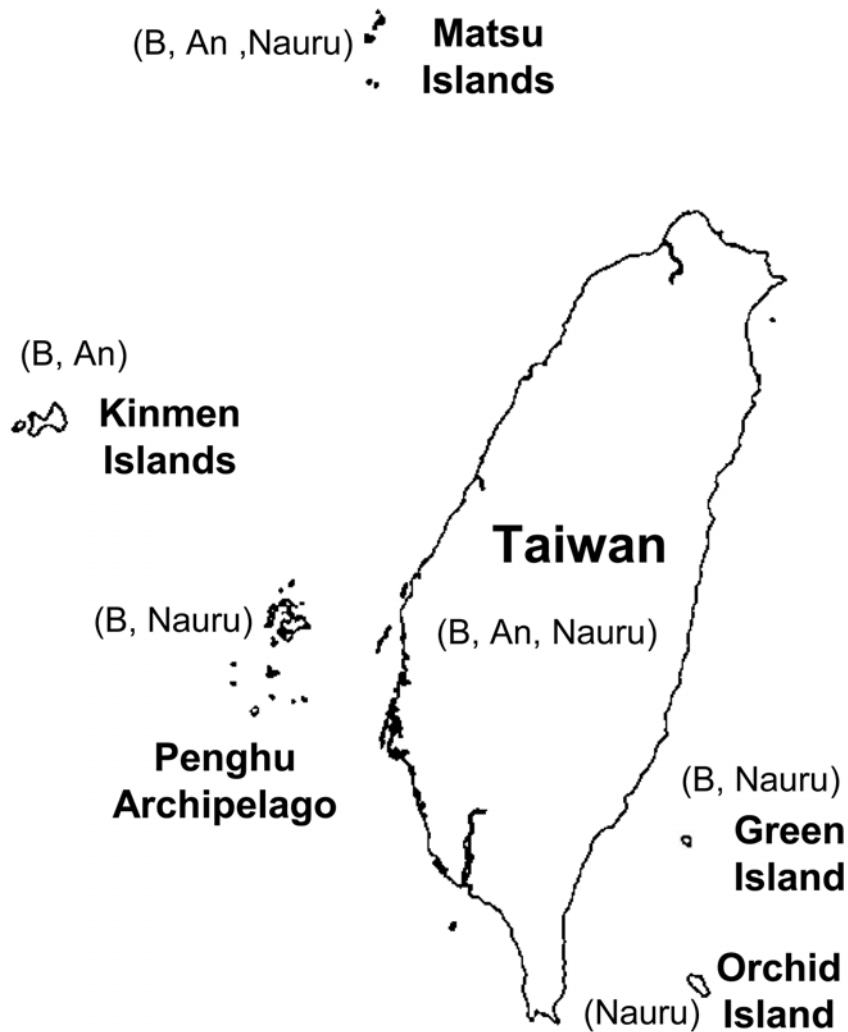 (B, An ,Nauru)
Matsu
Islands
(B, An)
Kinmen
Islands
Taiwan
(B, Nauru)
(B, An, Nauru)
Penghu
Archipelago
(B, Nauru)
Green
Island
Orchid
(Nauru)
Island